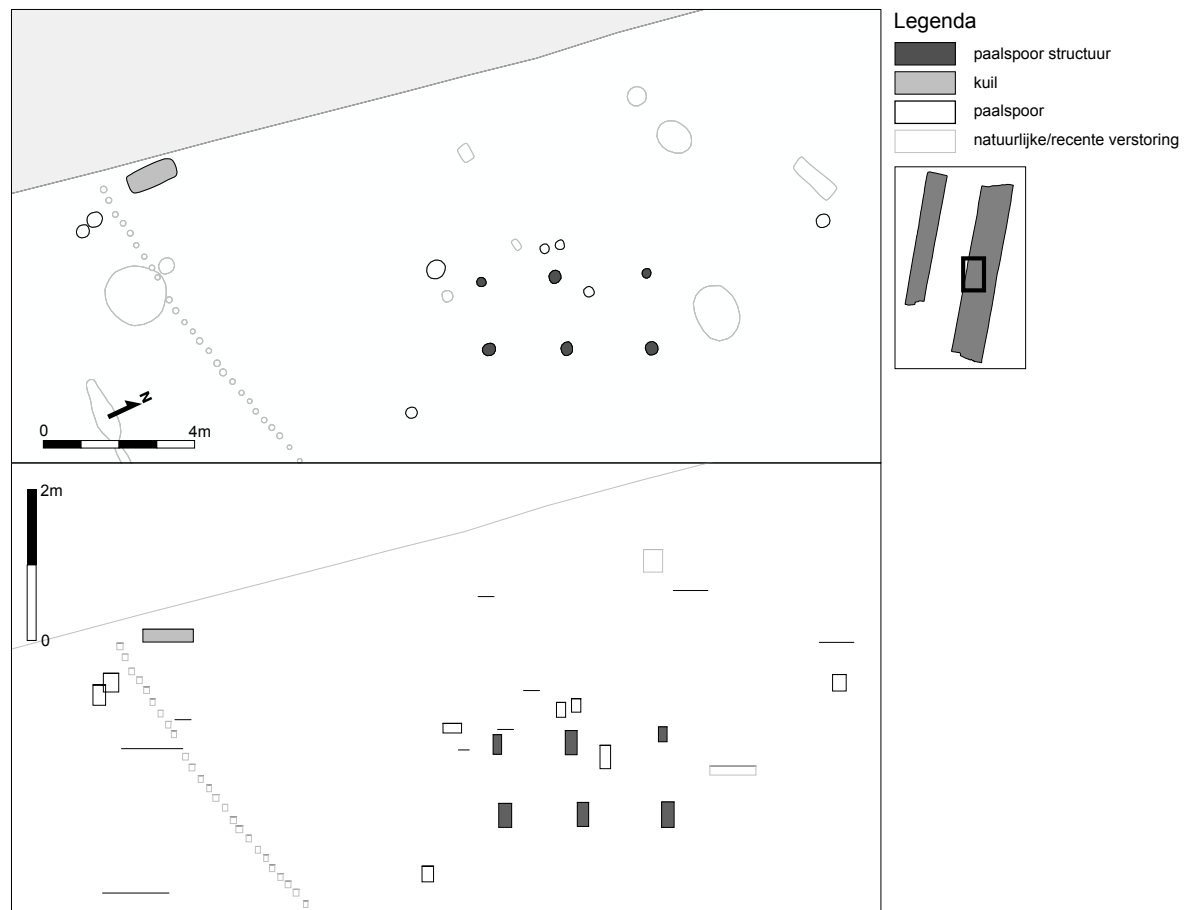 Legenda
paalspoor structuur
kuil
paalspoor
natuurlijke/recente verstoring
N
0 4m
2m
0